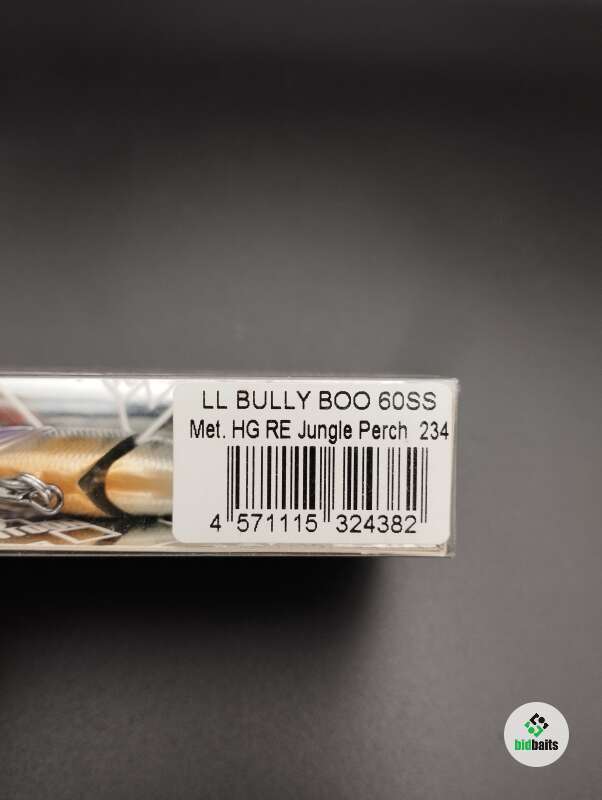 LL BULLY BOO 60SS
Met. HG RE Jungle Perch 234
4 571115 324382
bidbaits